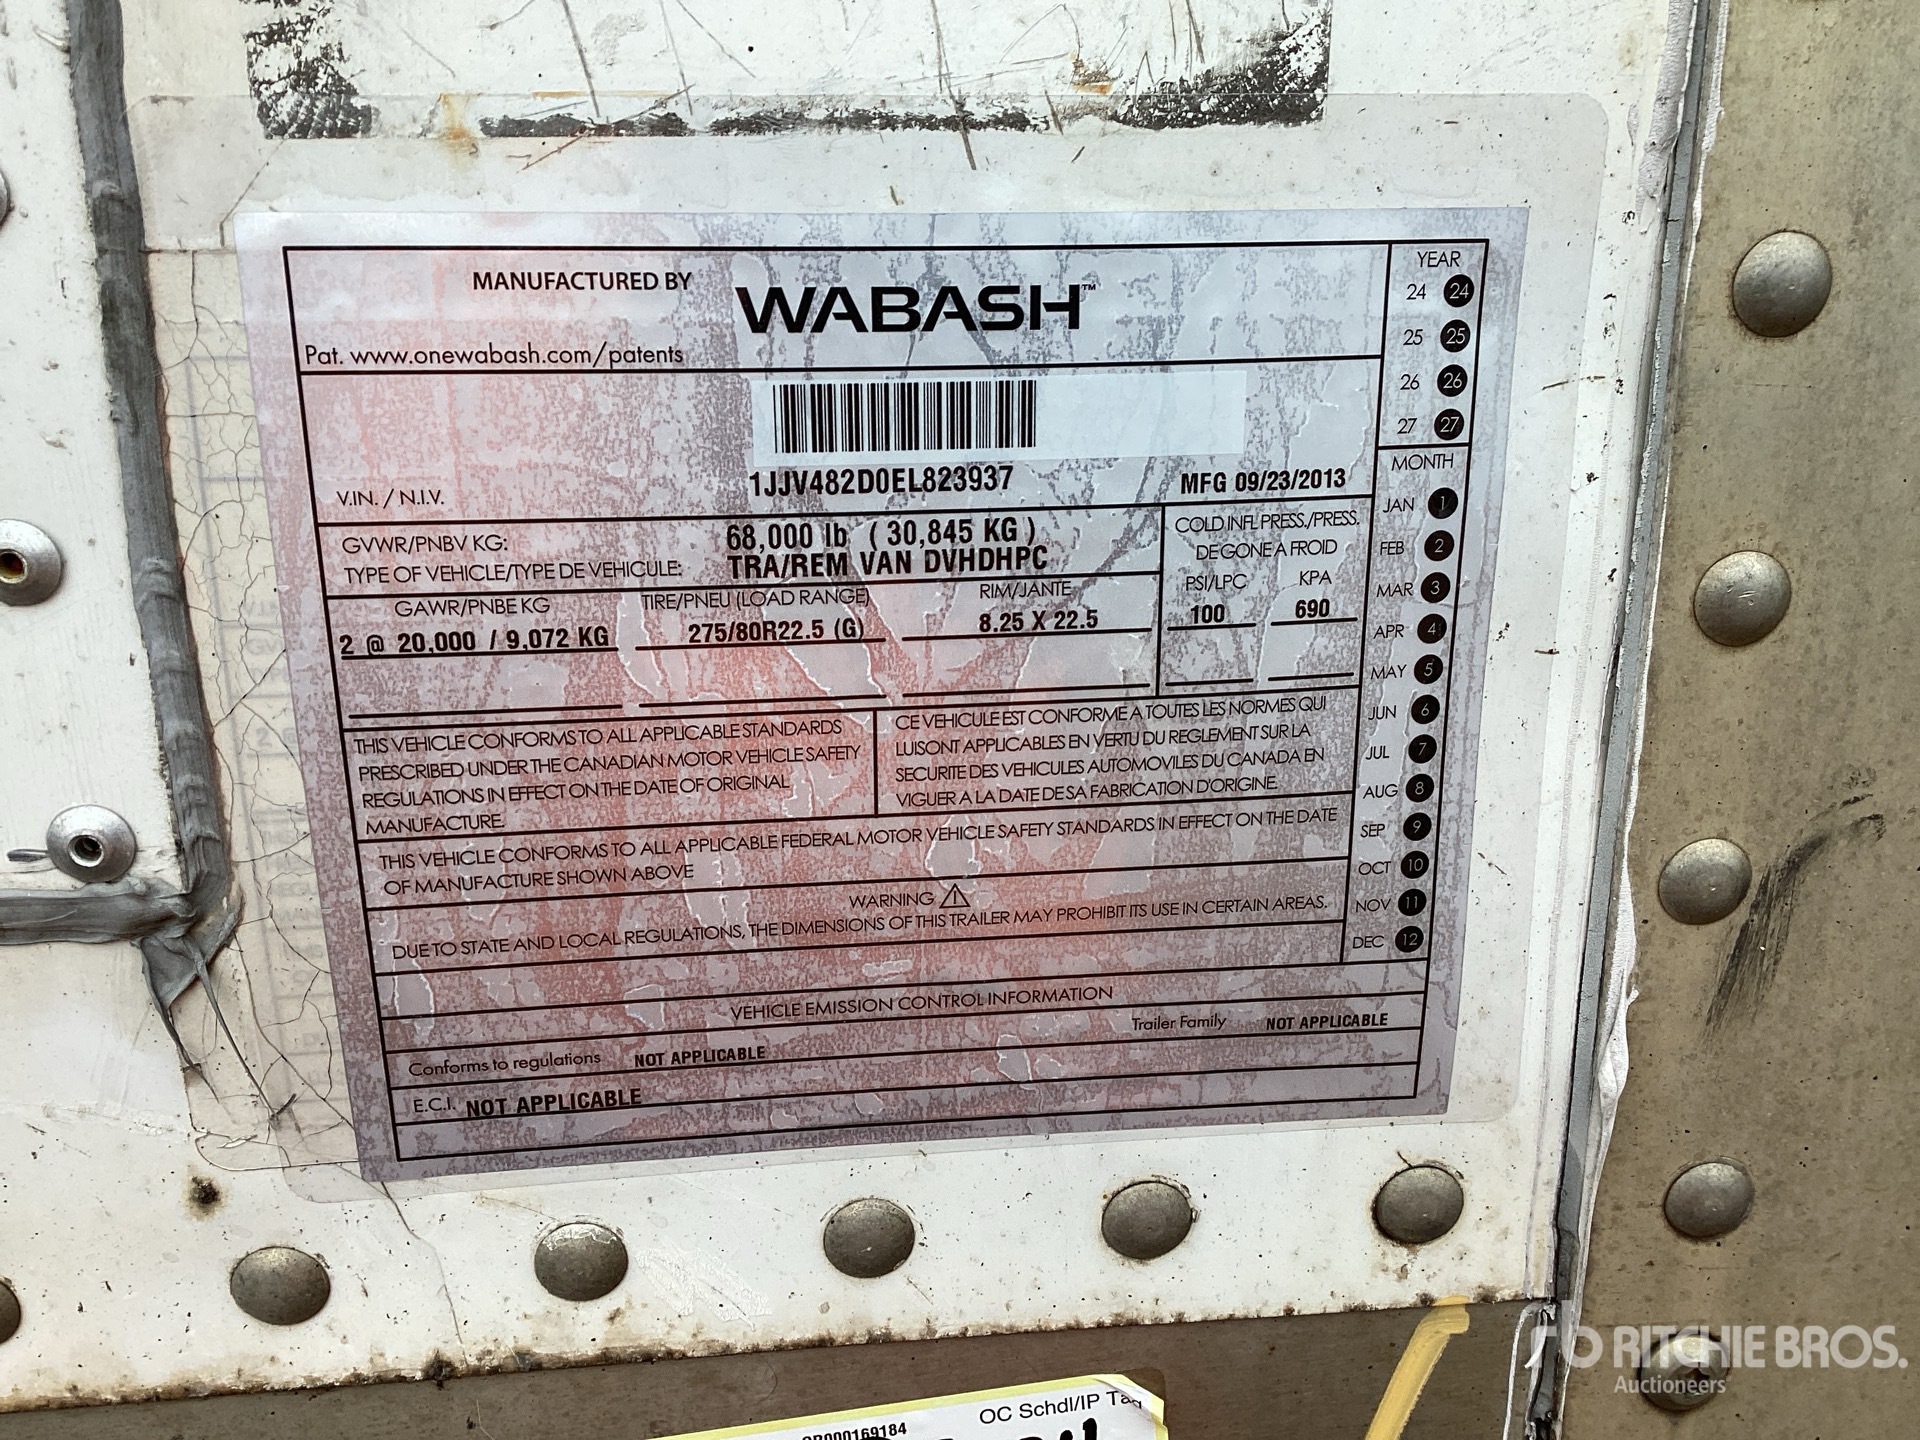 MANUFACTURED BY WABASH™
Pat. www.onewabash.com/patents
V.IN. / N.I.V. 1JJV482D0EL823937 MFG 09/23/2013
GVWR/PNBV KG: 68,000 lb ( 30,845 KG )
TYPE OF VEHICLE/TYPE DE VEHICULE: TRA/REM VAN DVHDHPC
GAWR/PNBE KG TIRE/PNEU (LOAD RANGE) RIM/JANTE
2 @ 20,000 / 9,072 KG 275/80R22.5 (G) 8.25 X 22.5
COLD INFL PRESS./PRESS.
DE GONE A FROID
PSI/LPC KPA
100 690
THIS VEHICLE CONFORMS TO ALL APPLICABLE STANDARDS
PRESCRIBED UNDER THE CANADIAN MOTOR VEHICLE SAFETY
REGULATIONS IN EFFECT ON THE DATE OF ORIGINAL
MANUFACTURE.
CE VEHICULE EST CONFORME A TOUTES LES NORMES QUI
LUISONT APPLICABLES EN VERTU DU REGLEMENT SUR LA
SECURITE DES VEHICULES AUTOMOVILES DU CANADA EN
VIGUER A LA DATE DE SA FABRICATION D'ORIGINE.
THIS VEHICLE CONFORMS TO ALL APPLICABLE FEDERAL MOTOR VEHICLE SAFETY STANDARDS IN EFFECT ON THE DATE
OF MANUFACTURE SHOWN ABOVE
WARNING
DUE TO STATE AND LOCAL REGULATIONS, THE DIMENSIONS OF THIS TRAILER MAY PROHIBIT ITS USE IN CERTAIN AREAS.
VEHICLE EMISSION CONTROL INFORMATION
Trailer Family NOT APPLICABLE
Conforms to regulations NOT APPLICABLE
E.C.I. NOT APPLICABLE
YEAR
24 24
25 25
26 26
27 27
MONTH
JAN 1
FEB 2
MAR 3
APR 4
MAY 5
JUN 6
JUL 7
AUG 8
SEP 9
OCT 10
NOV 11
DEC 12
OC Schdl/IP Tag
RITCHIE BROS.
Auctioneers